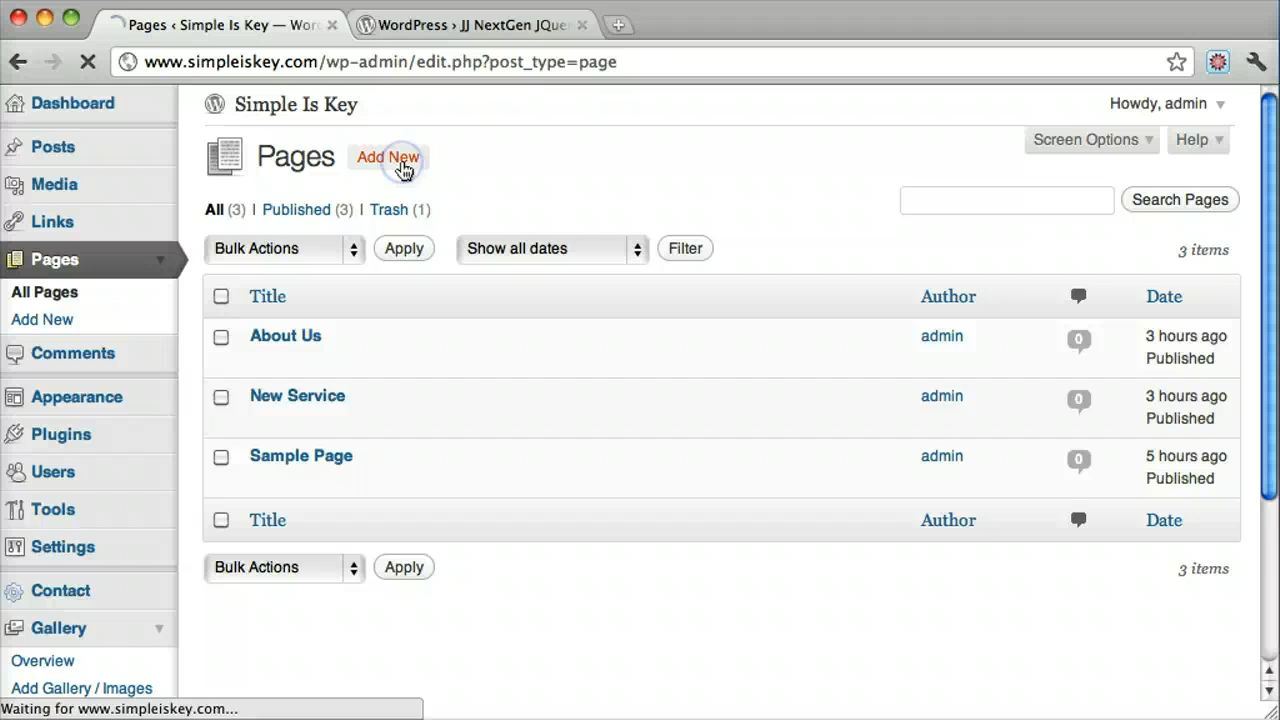 Pages ‹ Simple Is Key — Wor
WordPress › JJ NextGen JQue
www.simpleiskey.com/wp-admin/edit.php?post_type=page
Dashboard
Posts
Media
Links
Pages
All Pages
Add New
Comments
Appearance
Plugins
Users
Tools
Settings
Contact
Gallery
Overview
Add Gallery / Images
Simple Is Key
Howdy, admin
Screen Options
Help
Pages
Add New
All (3) | Published (3) | Trash (1)
Search Pages
Bulk Actions
Apply
Show all dates
Filter
3 items
Title Author Date
About Us admin 0 3 hours ago
Published
New Service admin 0 3 hours ago
Published
Sample Page admin 0 5 hours ago
Published
Title Author Date
Bulk Actions
Apply
3 items
Waiting for www.simpleiskey.com...